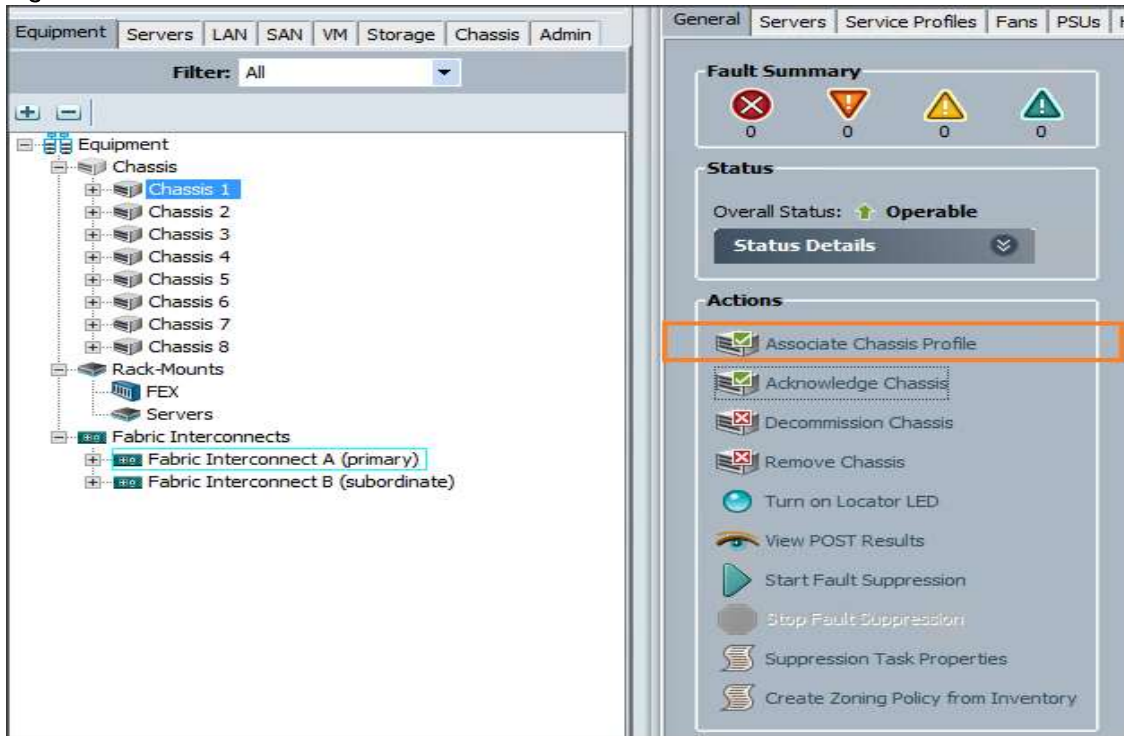 Equipment Servers LAN SAN VM Storage Chassis Admin
Filter: All
Equipment
Chassis
Chassis 1
Chassis 2
Chassis 3
Chassis 4
Chassis 5
Chassis 6
Chassis 7
Chassis 8
Rack-Mounts
FEX
Servers
Fabric Interconnects
Fabric Interconnect A (primary)
Fabric Interconnect B (subordinate)
General Servers Service Profiles Fans PSUs
Fault Summary
0 0 0 0
Status
Overall Status: Operable
Status Details
Actions
Associate Chassis Profile
Acknowledge Chassis
Decommission Chassis
Remove Chassis
Turn on Locator LED
View POST Results
Start Fault Suppression
Stop Fault Suppression
Suppression Task Properties
Create Zoning Policy from Inventory